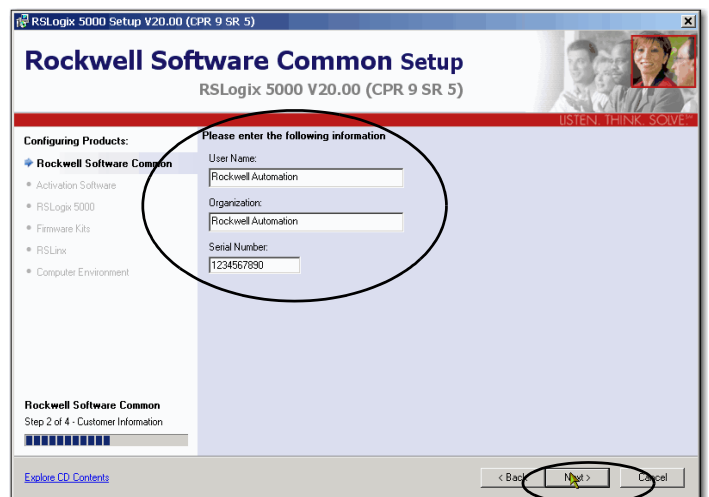 RSLogix 5000 Setup V20.00 (CPR 9 SR 5)
Rockwell Software Common Setup
RSLogix 5000 V20.00 (CPR 9 SR 5)
LISTEN. THINK. SOLVE.℠
Configuring Products:
Rockwell Software Common
Activation Software
RSLogix 5000
Firmware Kits
RSLinx
Computer Environment
Please enter the following information
User Name:
Rockwell Automation
Organization:
Rockwell Automation
Serial Number:
1234567890
Rockwell Software Common
Step 2 of 4 - Customer Information
Explore CD Contents
< Back
Next >
Cancel